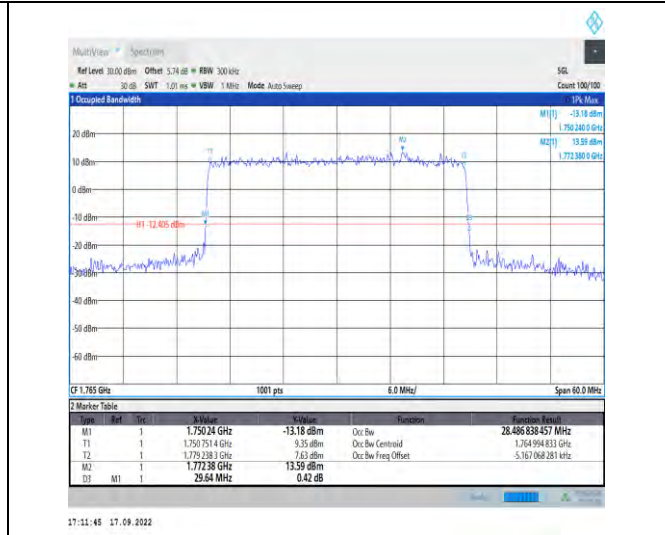 MultiView Spectrum
Ref Level 30.00 dBm Offset 5.74 dB RBW 300 kHz SGL
Att 30 dB SWT 1.01 ms VBW 1 MHz Mode Auto Sweep Count 100/100
1 Occupied Bandwidth 1Pk Max
M1[1] -13.18 dBm
1.750 240 0 GHz
M2[1] 13.59 dBm
1.772 380 0 GHz
20 dBm
M2
T1
T2
10 dBm
0 dBm
-10 dBm
M1
H1 -12.405 dBm
D3
-20 dBm
-30 dBm
-50 dBm
-60 dBm
CF 1.765 GHz 1001 pts 6.0 MHz/ Span 60.0 MHz
2 Marker Table
Type Ref Trc X-Value Y-Value Function Function Result
M1 1 1.75024 GHz -13.18 dBm Occ Bw 28.486 838 457 MHz
T1 1 1.750 751 4 GHz 9.35 dBm Occ Bw Centroid 1.764 994 833 GHz
T2 1 1.779 238 3 GHz 7.63 dBm Occ Bw Freq Offset -5.167 068 281 kHz
M2 1 1.77238 GHz 13.59 dBm
D3 M1 1 29.64 MHz 0.42 dB
Ready
17:11:45 17.09.2022